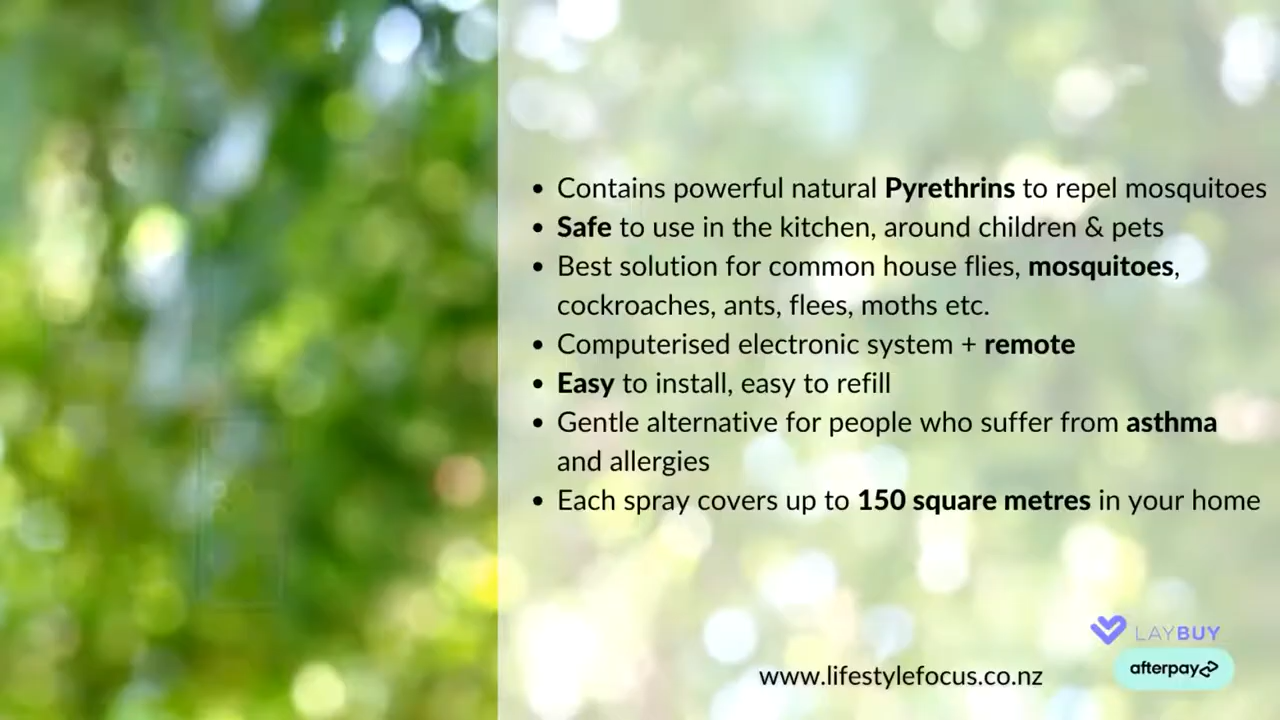 • Contains powerful natural Pyrethrins to repel mosquitoes
• Safe to use in the kitchen, around children & pets
• Best solution for common house flies, mosquitoes,
cockroaches, ants, flees, moths etc.
• Computerised electronic system + remote
• Easy to install, easy to refill
• Gentle alternative for people who suffer from asthma
and allergies
• Each spray covers up to 150 square metres in your home
LAYBUY
afterpay
www.lifestylefocus.co.nz